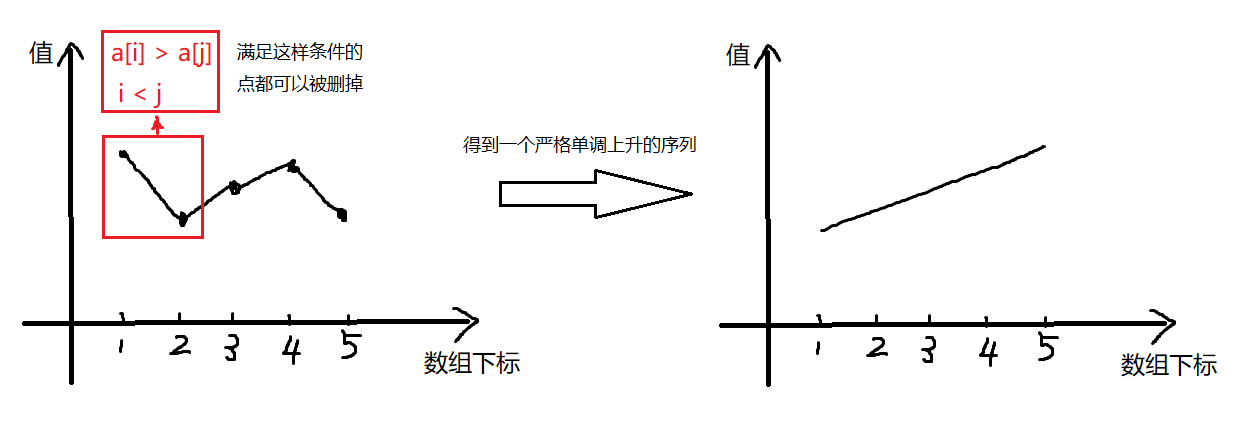 值
a[i] > a[j]
i < j
满足这样条件的
点都可以被删掉
1 2 3 4 5
数组下标
得到一个严格单调上升的序列
值
1 2 3 4 5
数组下标